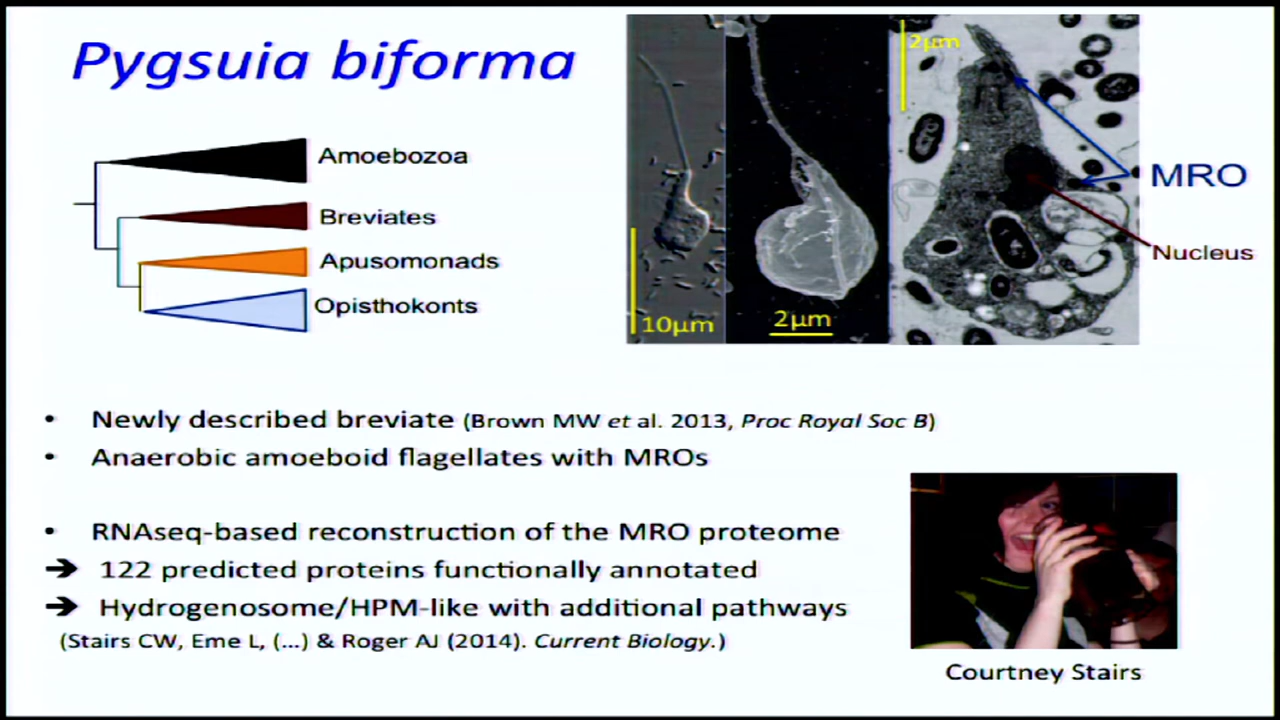 Pygsuia biforma
Amoebozoa
Breviates
Apusomonads
Opisthokonts
10µm
2µm
2µm
MRO
Nucleus
• Newly described breviate (Brown MW et al. 2013, Proc Royal Soc B)
• Anaerobic amoeboid flagellates with MROs
• RNAseq-based reconstruction of the MRO proteome
➔ 122 predicted proteins functionally annotated
➔ Hydrogenosome/HPM-like with additional pathways
(Stairs CW, Eme L, (...) & Roger AJ (2014). Current Biology.)
Courtney Stairs